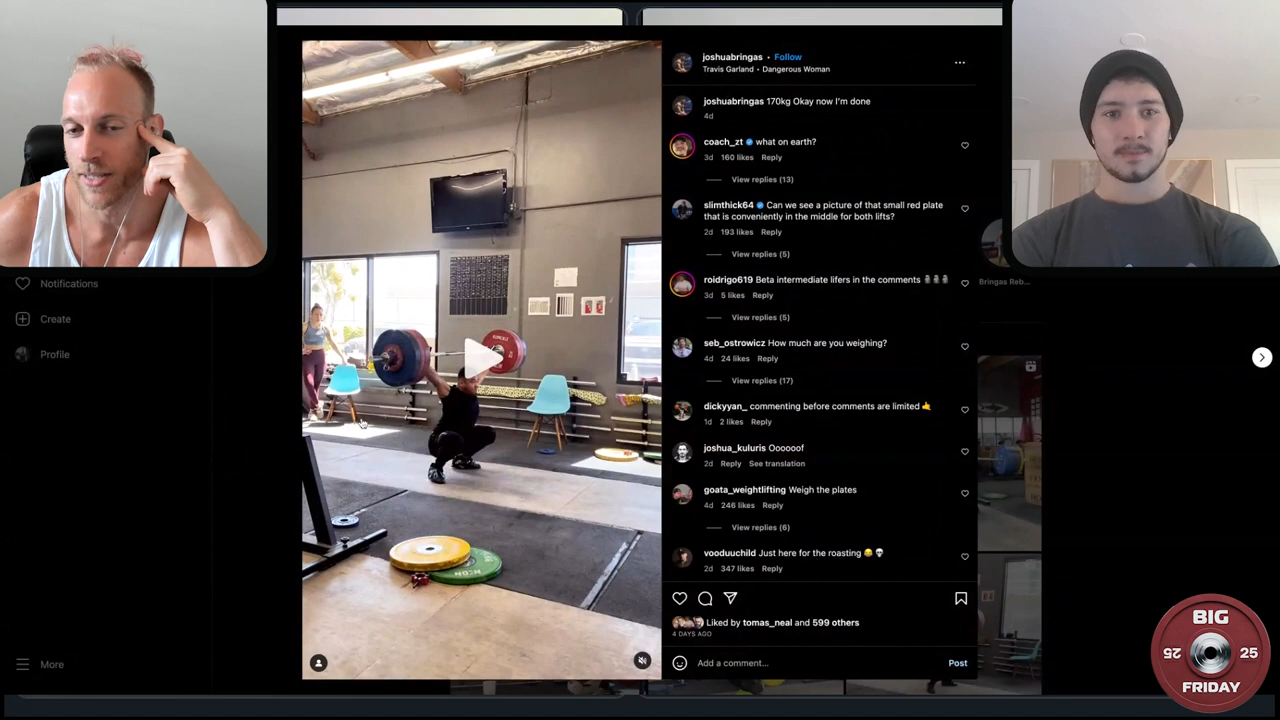 joshuabringas • Follow
Travis Garland • Dangerous Woman
joshuabringas 170kg Okay now I'm done
4d
coach_zt what on earth?
3d 160 likes Reply
View replies (13)
slimthick64 Can we see a picture of that small red plate
that is conveniently in the middle for both lifts?
2d 193 likes Reply
View replies (5)
roidrigo619 Beta intermediate lifers in the comments 🗿🗿🗿
3d 5 likes Reply
View replies (5)
seb_ostrowicz How much are you weighing?
4d 24 likes Reply
View replies (17)
dickyyan_ commenting before comments are limited 🤙
1d 2 likes Reply
joshua_kuluris Oooooof
2d Reply See translation
goata_weightlifting Weigh the plates
4d 246 likes Reply
View replies (6)
vooduuchild Just here for the roasting 😂 💀
2d 347 likes Reply
Liked by tomas_neal and 599 others
4 DAYS AGO
Add a comment...
Post
Notifications
Create
Profile
More
Bringas Reb...
BIG
25 25
FRIDAY